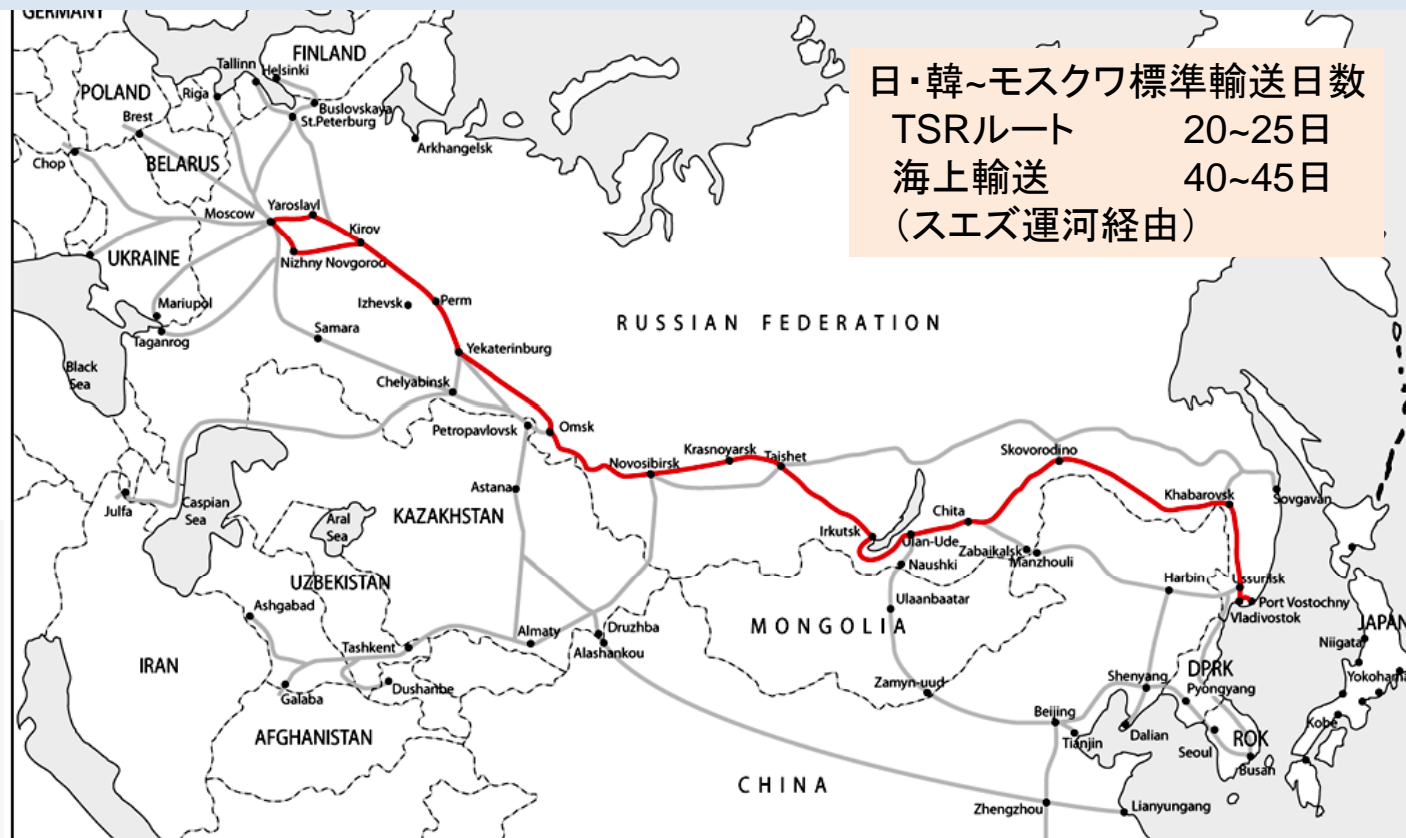 GERMANY
FINLAND
Tallinn
Helsinki
POLAND
Riga
Buslovskaya
St.Peterburg
Brest
Arkhangelsk
Chop
BELARUS
日・韓~モスクワ標準輸送日数
TSRルート 20~25日
海上輸送 40~45日
（スエズ運河経由）
Moscow
Yaroslavl
Kirov
UKRAINE
Nizhny Novgorod
Mariupol
Izhevsk
Perm
Taganrog
Samara
RUSSIAN FEDERATION
Yekaterinburg
Black
Sea
Chelyabinsk
Petropavlovsk
Omsk
Novosibirsk
Krasnoyarsk
Taishet
Skovorodino
Astana
Khabarovsk
Sovgavan
Julfa
Caspian
Sea
Aral
Sea
KAZAKHSTAN
Irkutsk
Chita
Ulan-Ude
Zabaikalsk
Manzhouli
Naushki
UZBEKISTAN
Harbin
Ussurijsk
Ashgabad
Ulaanbaatar
Port Vostochny
Vladivostok
Almaty
Druzhba
MONGOLIA
JAPAN
Tashkent
Alashankou
Niigata
IRAN
Dushanbe
Galaba
Zamyn-uud
Shenyang
DPRK
Pyongyang
Yokohama
AFGHANISTAN
Beijing
Tianjin
Dalian
Seoul
ROK
Kobe
Busan
CHINA
Zhengzhou
Lianyungang